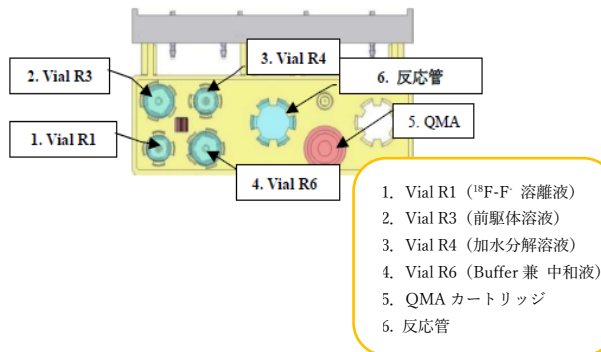 3. Vial R4
2. Vial R3
6. 反応管
5. QMA
1. Vial R1
4. Vial R6
1. Vial R1（¹⁸F-F⁻ 溶離液）
2. Vial R3（前駆体溶液）
3. Vial R4（加水分解溶液）
4. Vial R6（Buffer 兼 中和液）
5. QMA カートリッジ
6. 反応管